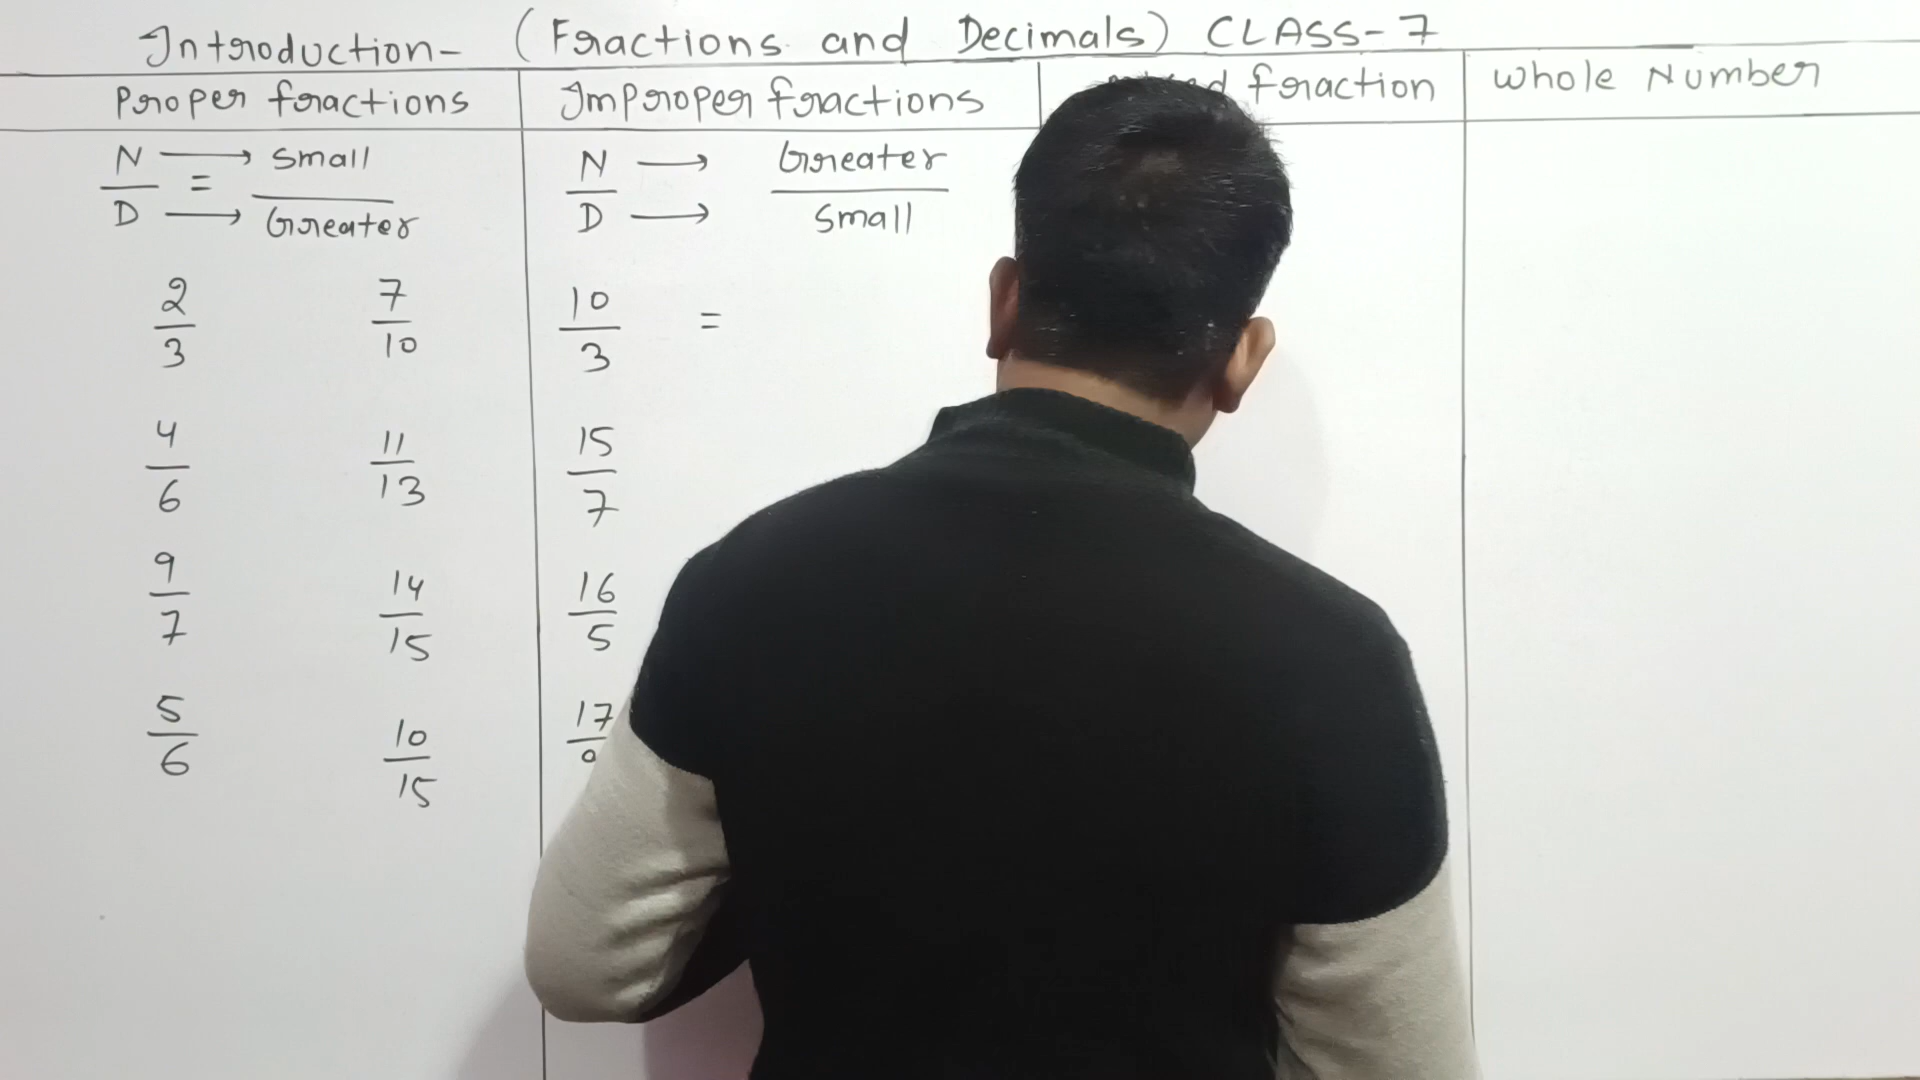 Introduction- (Fractions and Decimals) CLASS-7
Proper fractions
N → small
— = —
D → Greater
2/3 7/10
4/6 11/13
9/7 14/15
5/6 10/15
Improper fractions
N → Greater
D → small
10/3 =
15/7
16/5
17
fraction
Whole Number